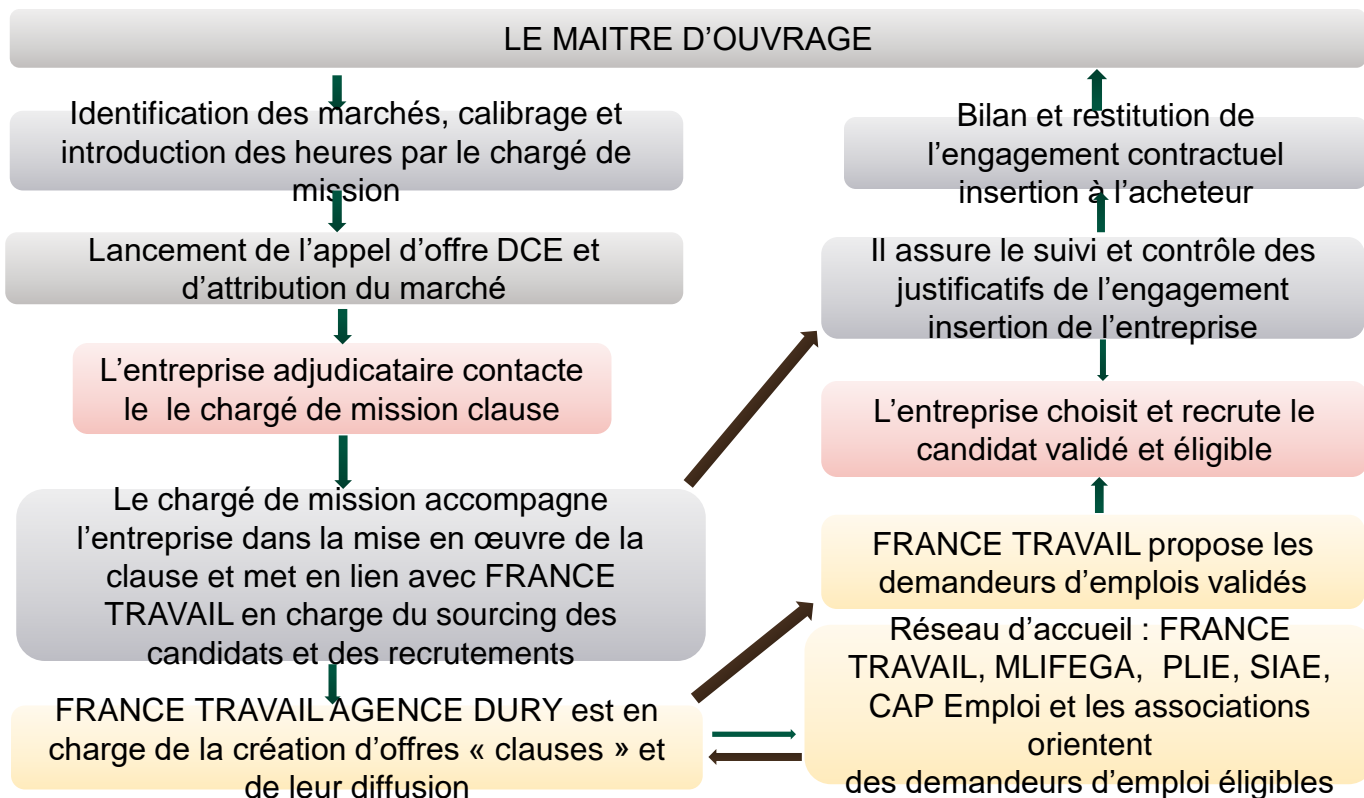 LE MAITRE D’OUVRAGE
Identification des marchés, calibrage et
introduction des heures par le chargé de
mission
Lancement de l’appel d’offre DCE et
d’attribution du marché
L’entreprise adjudicataire contacte
le le chargé de mission clause
Le chargé de mission accompagne
l’entreprise dans la mise en œuvre de la
clause et met en lien avec FRANCE
TRAVAIL en charge du sourcing des
candidats et des recrutements
FRANCE TRAVAIL AGENCE DURY est en
charge de la création d’offres « clauses » et
de leur diffusion
Bilan et restitution de
l’engagement contractuel
insertion à l’acheteur
Il assure le suivi et contrôle des
justificatifs de l’engagement
insertion de l’entreprise
L’entreprise choisit et recrute le
candidat validé et éligible
FRANCE TRAVAIL propose les
demandeurs d’emplois validés
Réseau d’accueil : FRANCE
TRAVAIL, MLIFEGA, PLIE, SIAE,
CAP Emploi et les associations
orientent
des demandeurs d’emploi éligibles